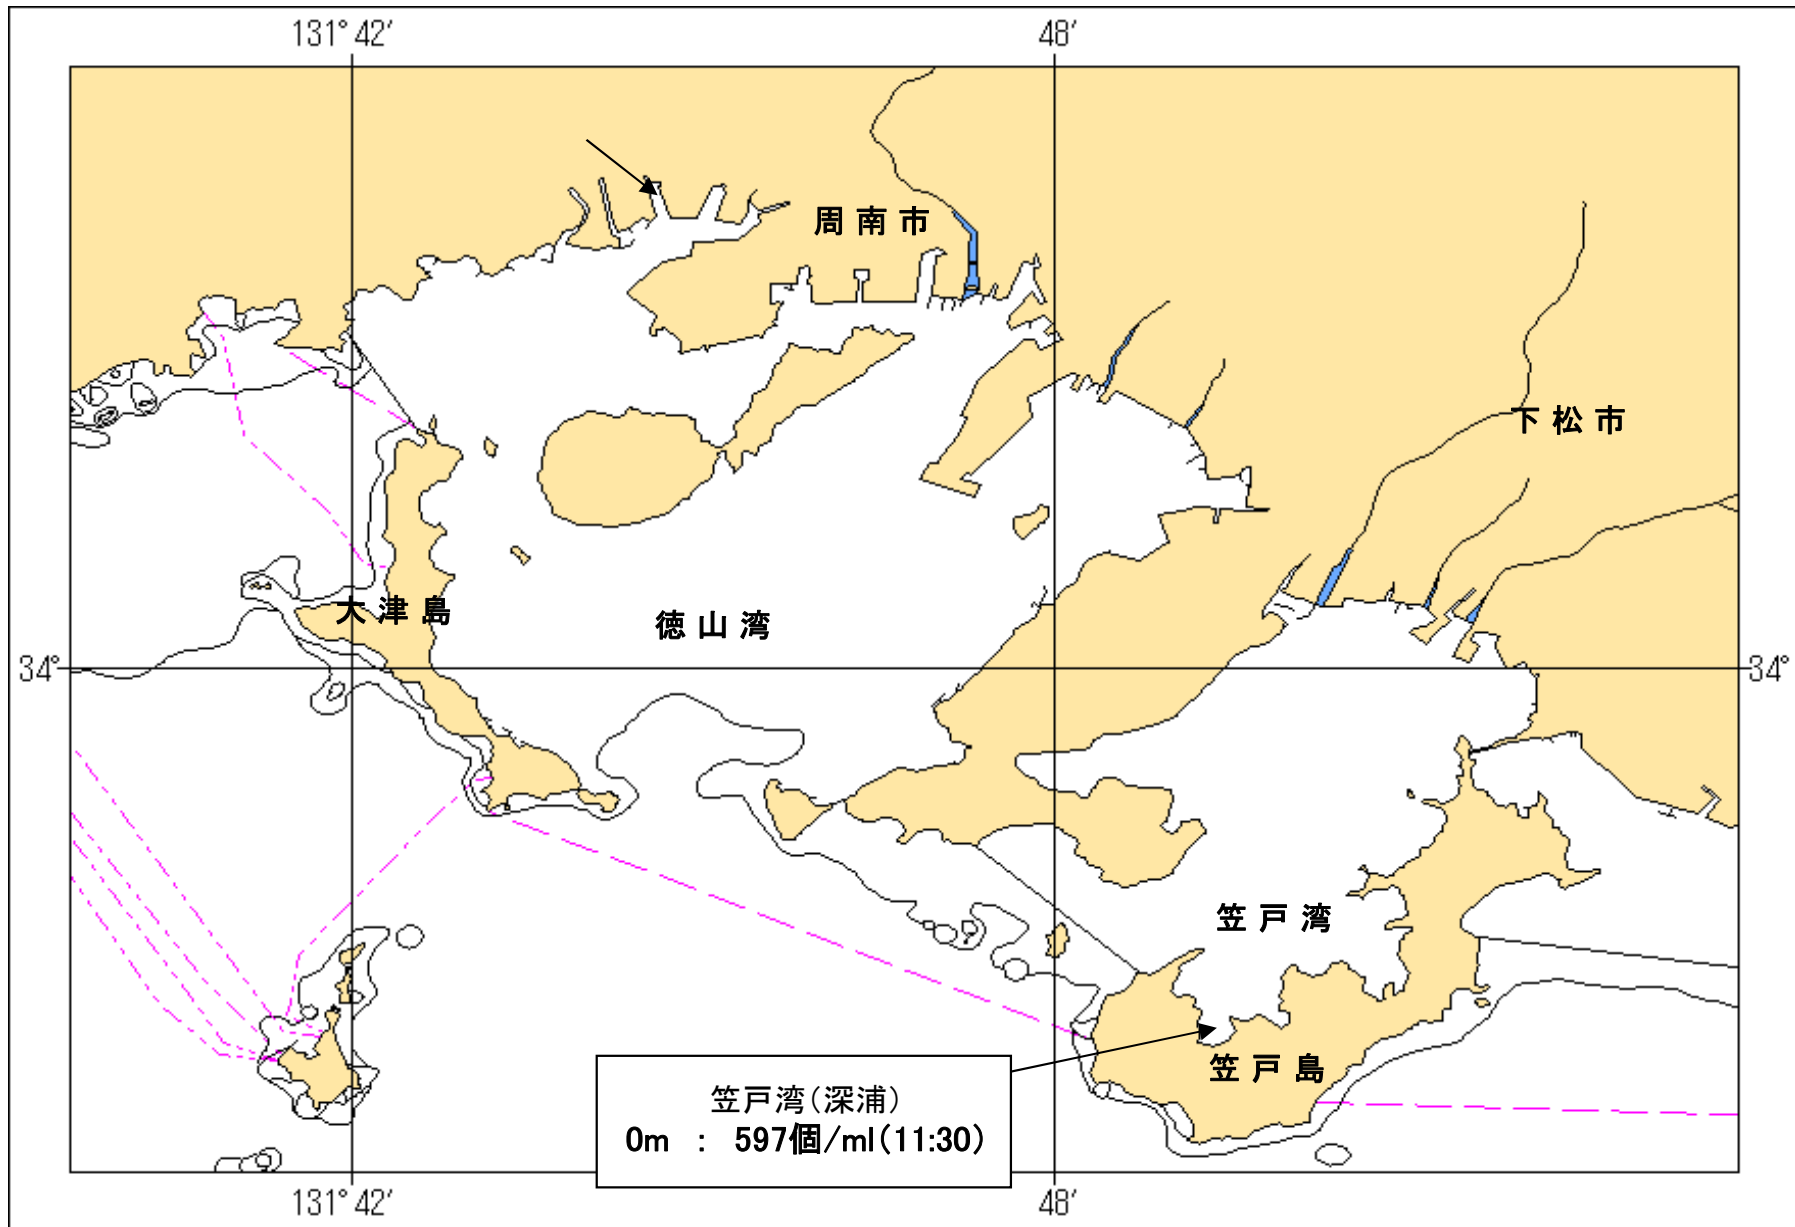 131°42′
48′
周南市
下松市
大津島
徳山湾
34°
34°
笠戸湾
笠戸島
笠戸湾(深浦)
0m : 597個/ml(11:30)
131°42′
48′